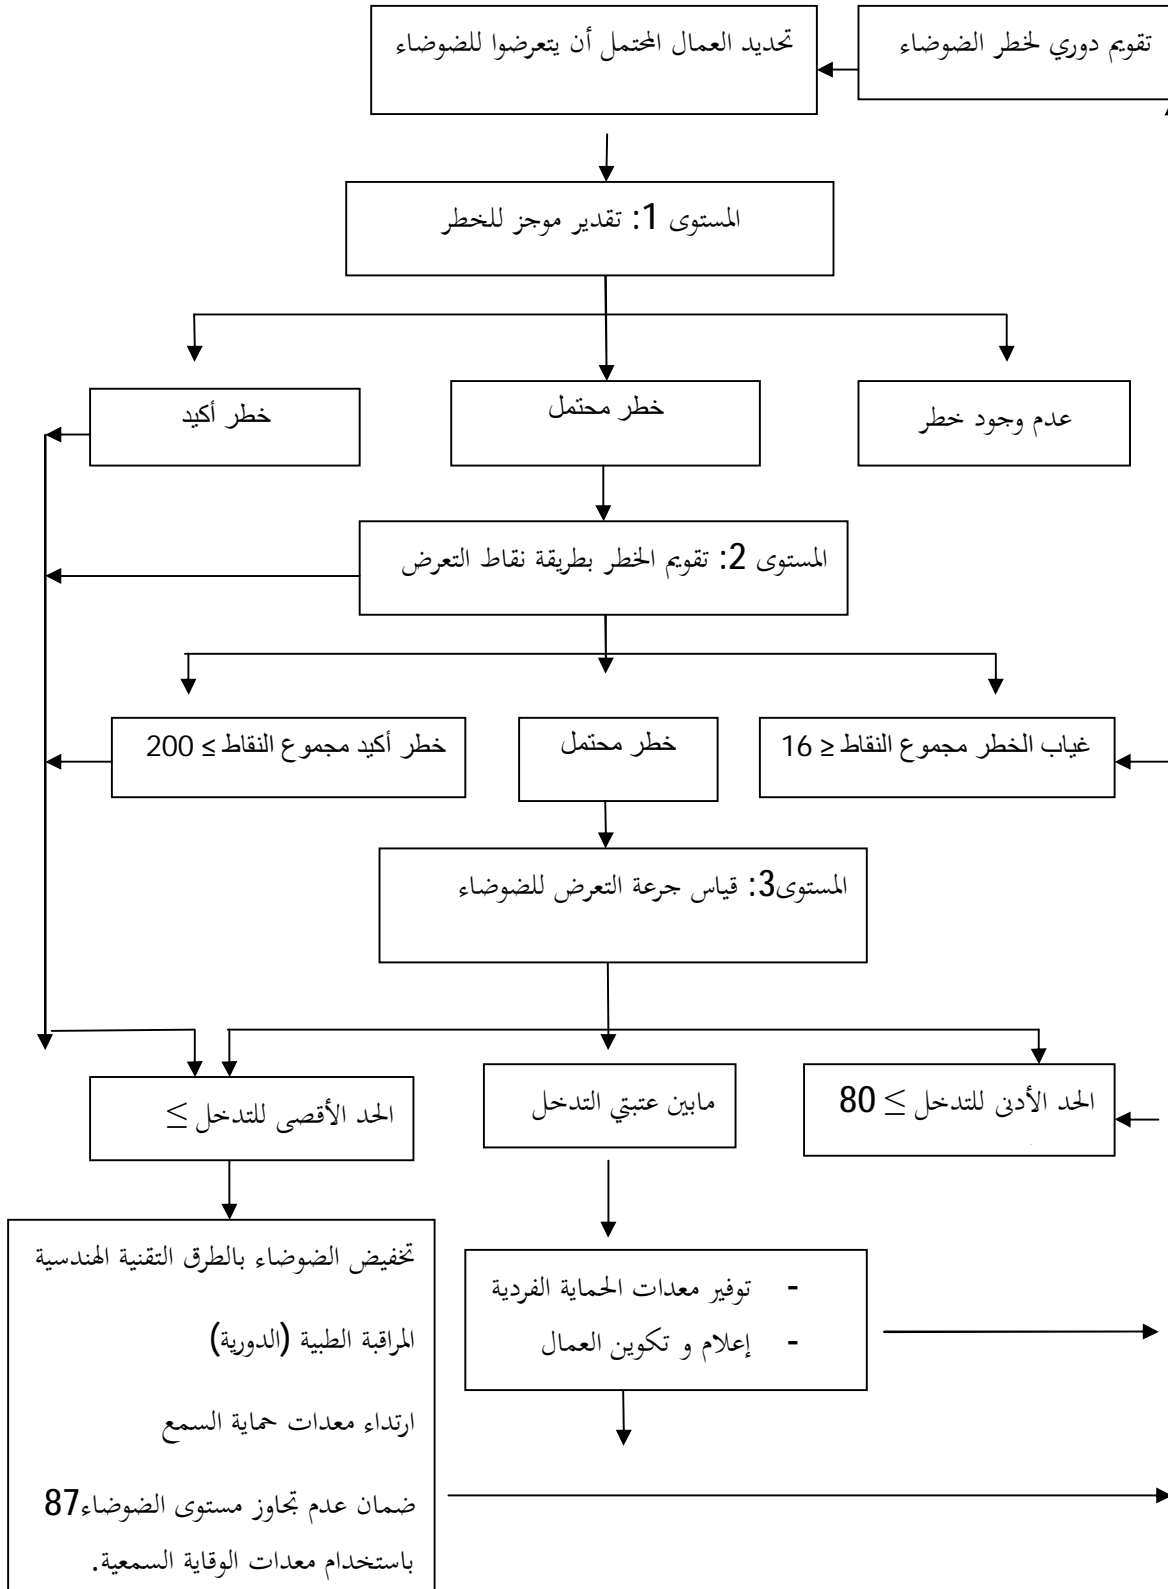 تقويم دوري لخطر الضوضاء
تحديد العمال المحتمل أن يتعرضوا للضوضاء
المستوى 1: تقدير موجز للخطر
عدم وجود خطر
خطر محتمل
خطر أكيد
المستوى 2: تقويم الخطر بطريقة نقاط التعرض
غياب الخطر مجموع النقاط ≤ 16
خطر محتمل
خطر أكيد مجموع النقاط ≥ 200
المستوى3: قياس جرعة التعرض للضوضاء
الحد الأدنى للتدخل ≥ 80
مابين عتبتي التدخل
الحد الأقصى للتدخل ≥
- توفير معدات الحماية الفردية
- إعلام و تكوين العمال
تخفيض الضوضاء بالطرق التقنية الهندسية
المراقبة الطبية (الدورية)
ارتداء معدات حماية السمع
ضمان عدم تجاوز مستوى الضوضاء87
باستخدام معدات الوقاية السمعية.